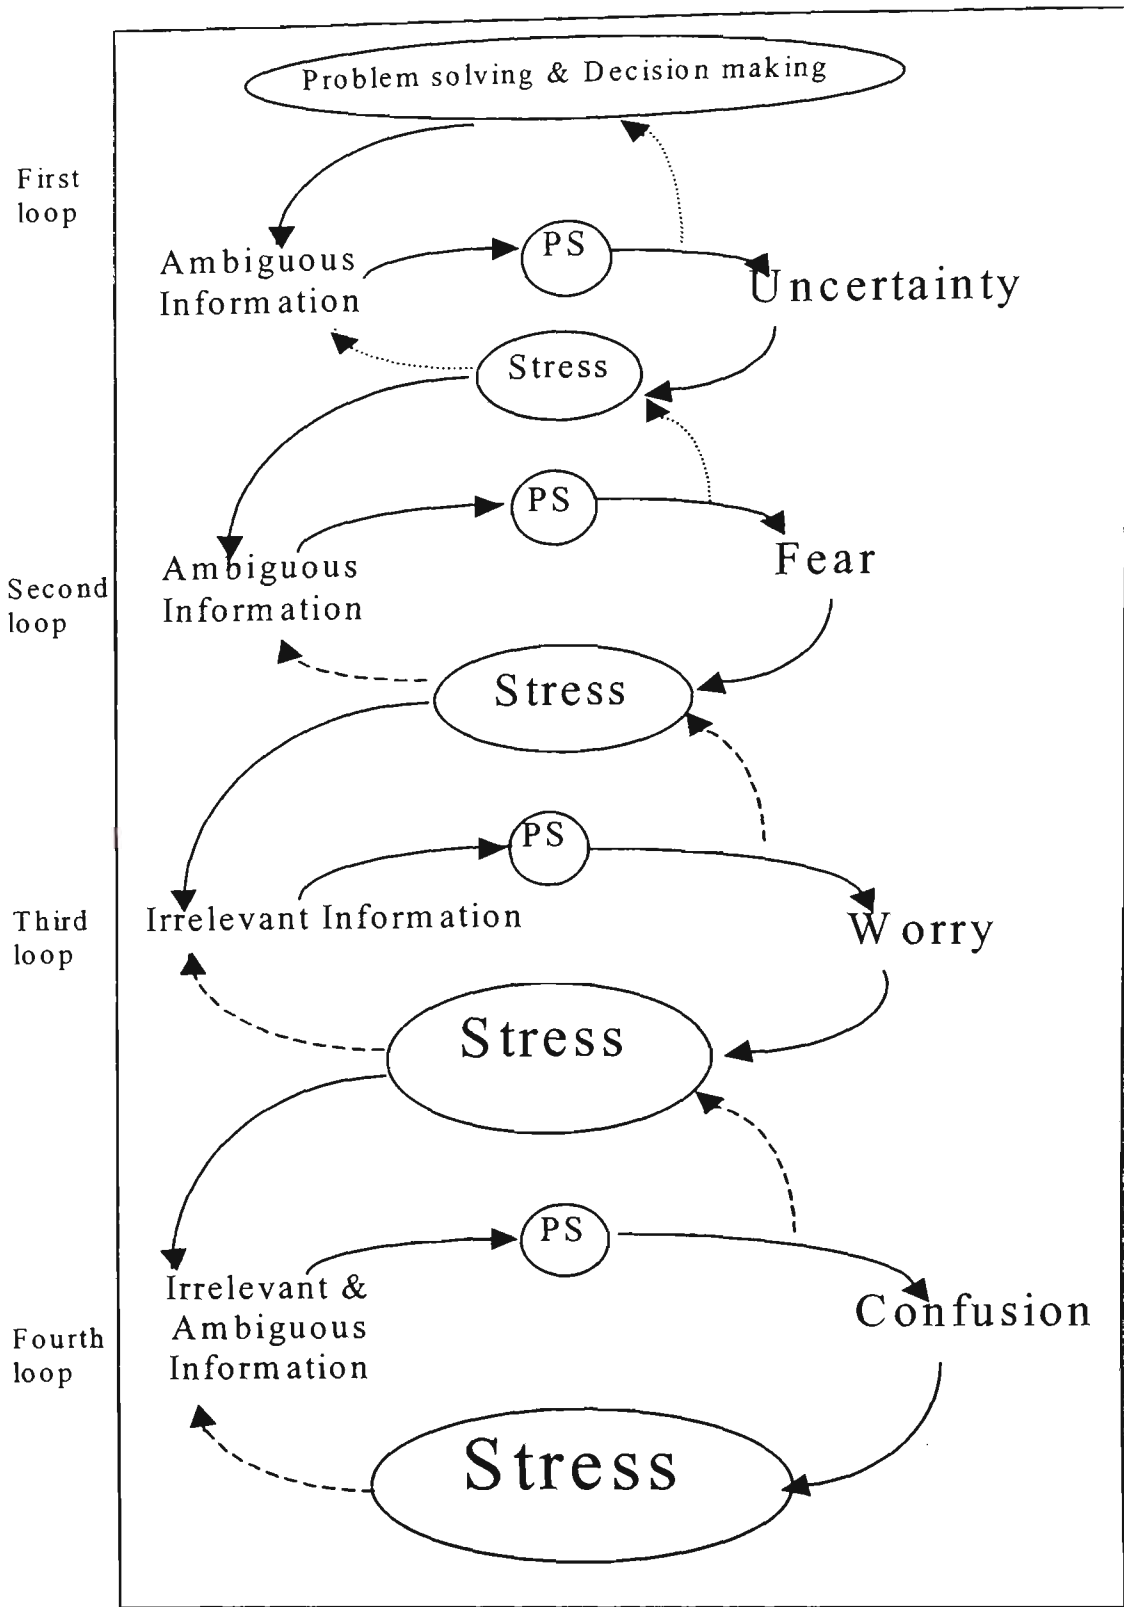 Problem solving & Decision making
First
loop
PS
Ambiguous
Information
Uncertainty
Stress
PS
Fear
Second
loop
Ambiguous
Information
Stress
PS
Third
loop
Irrelevant Information
Worry
Stress
PS
Irrelevant &
Ambiguous
Information
Confusion
Fourth
loop
Stress